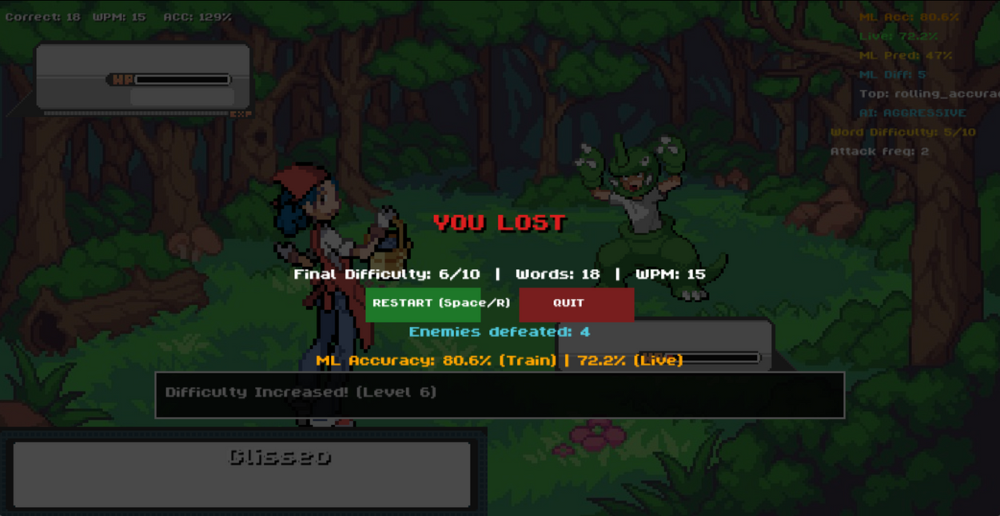 Correct: 18 WPM: 15 ACC: 129%
ML Acc: 80.6%
Live: 72.2%
ML Pred: 47%
ML Diff: 5
Top: rolling_accurac
AI: AGGRESSIVE
Word Difficulty: 5/10
Attack freq: 2
HP
EXP
YOU LOST
Final Difficulty: 6/10 | Words: 18 | WPM: 15
RESTART (Space/R) QUIT
Enemies defeated: 4
ML Accuracy: 80.6% (Train) | 72.2% (Live)
Difficulty Increased! (Level 6)